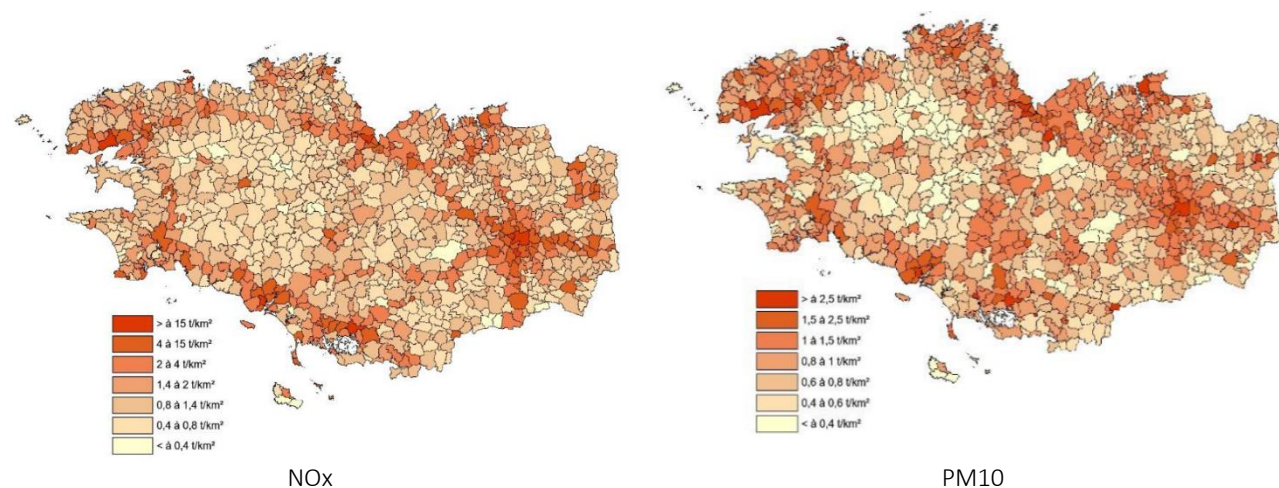 > à 15 t/km²
4 à 15 t/km²
2 à 4 t/km²
1,4 à 2 t/km²
0,8 à 1,4 t/km²
0,4 à 0,8 t/km²
< à 0,4 t/km²
NOx
> à 2,5 t/km²
1,5 à 2,5 t/km²
1 à 1,5 t/km²
0,8 à 1 t/km²
0,6 à 0,8 t/km²
0,4 à 0,6 t/km²
< à 0,4 t/km²
PM10